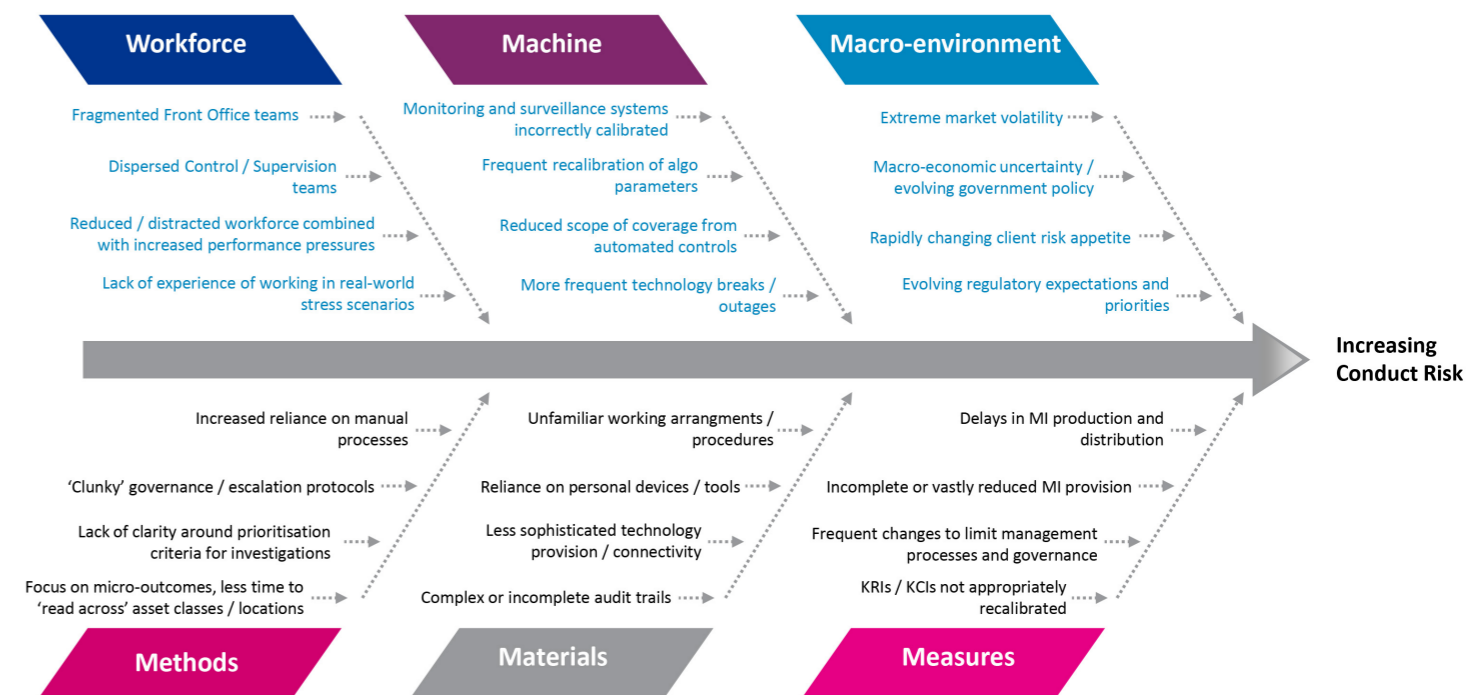 Workforce
Machine
Macro-environment
Fragmented Front Office teams
Dispersed Control / Supervision
teams
Reduced / distracted workforce combined
with increased performance pressures
Lack of experience of working in real-world
stress scenarios
Monitoring and surveillance systems
incorrectly calibrated
Frequent recalibration of algo
parameters
Reduced scope of coverage from
automated controls
More frequent technology breaks /
outages
Extreme market volatility
Macro-economic uncertainty /
evolving government policy
Rapidly changing client risk appetite
Evolving regulatory expectations and
priorities
Increasing
Conduct Risk
Increased reliance on manual
processes
‘Clunky’ governance / escalation protocols
Lack of clarity around prioritisation
criteria for investigations
Focus on micro-outcomes, less time to
‘read across’ asset classes / locations
Unfamiliar working arrangments /
procedures
Reliance on personal devices / tools
Less sophisticated technology
provision / connectivity
Complex or incomplete audit trails
Delays in MI production and
distribution
Incomplete or vastly reduced MI provision
Frequent changes to limit management
processes and governance
KRIs / KCIs not appropriately
recalibrated
Methods
Materials
Measures